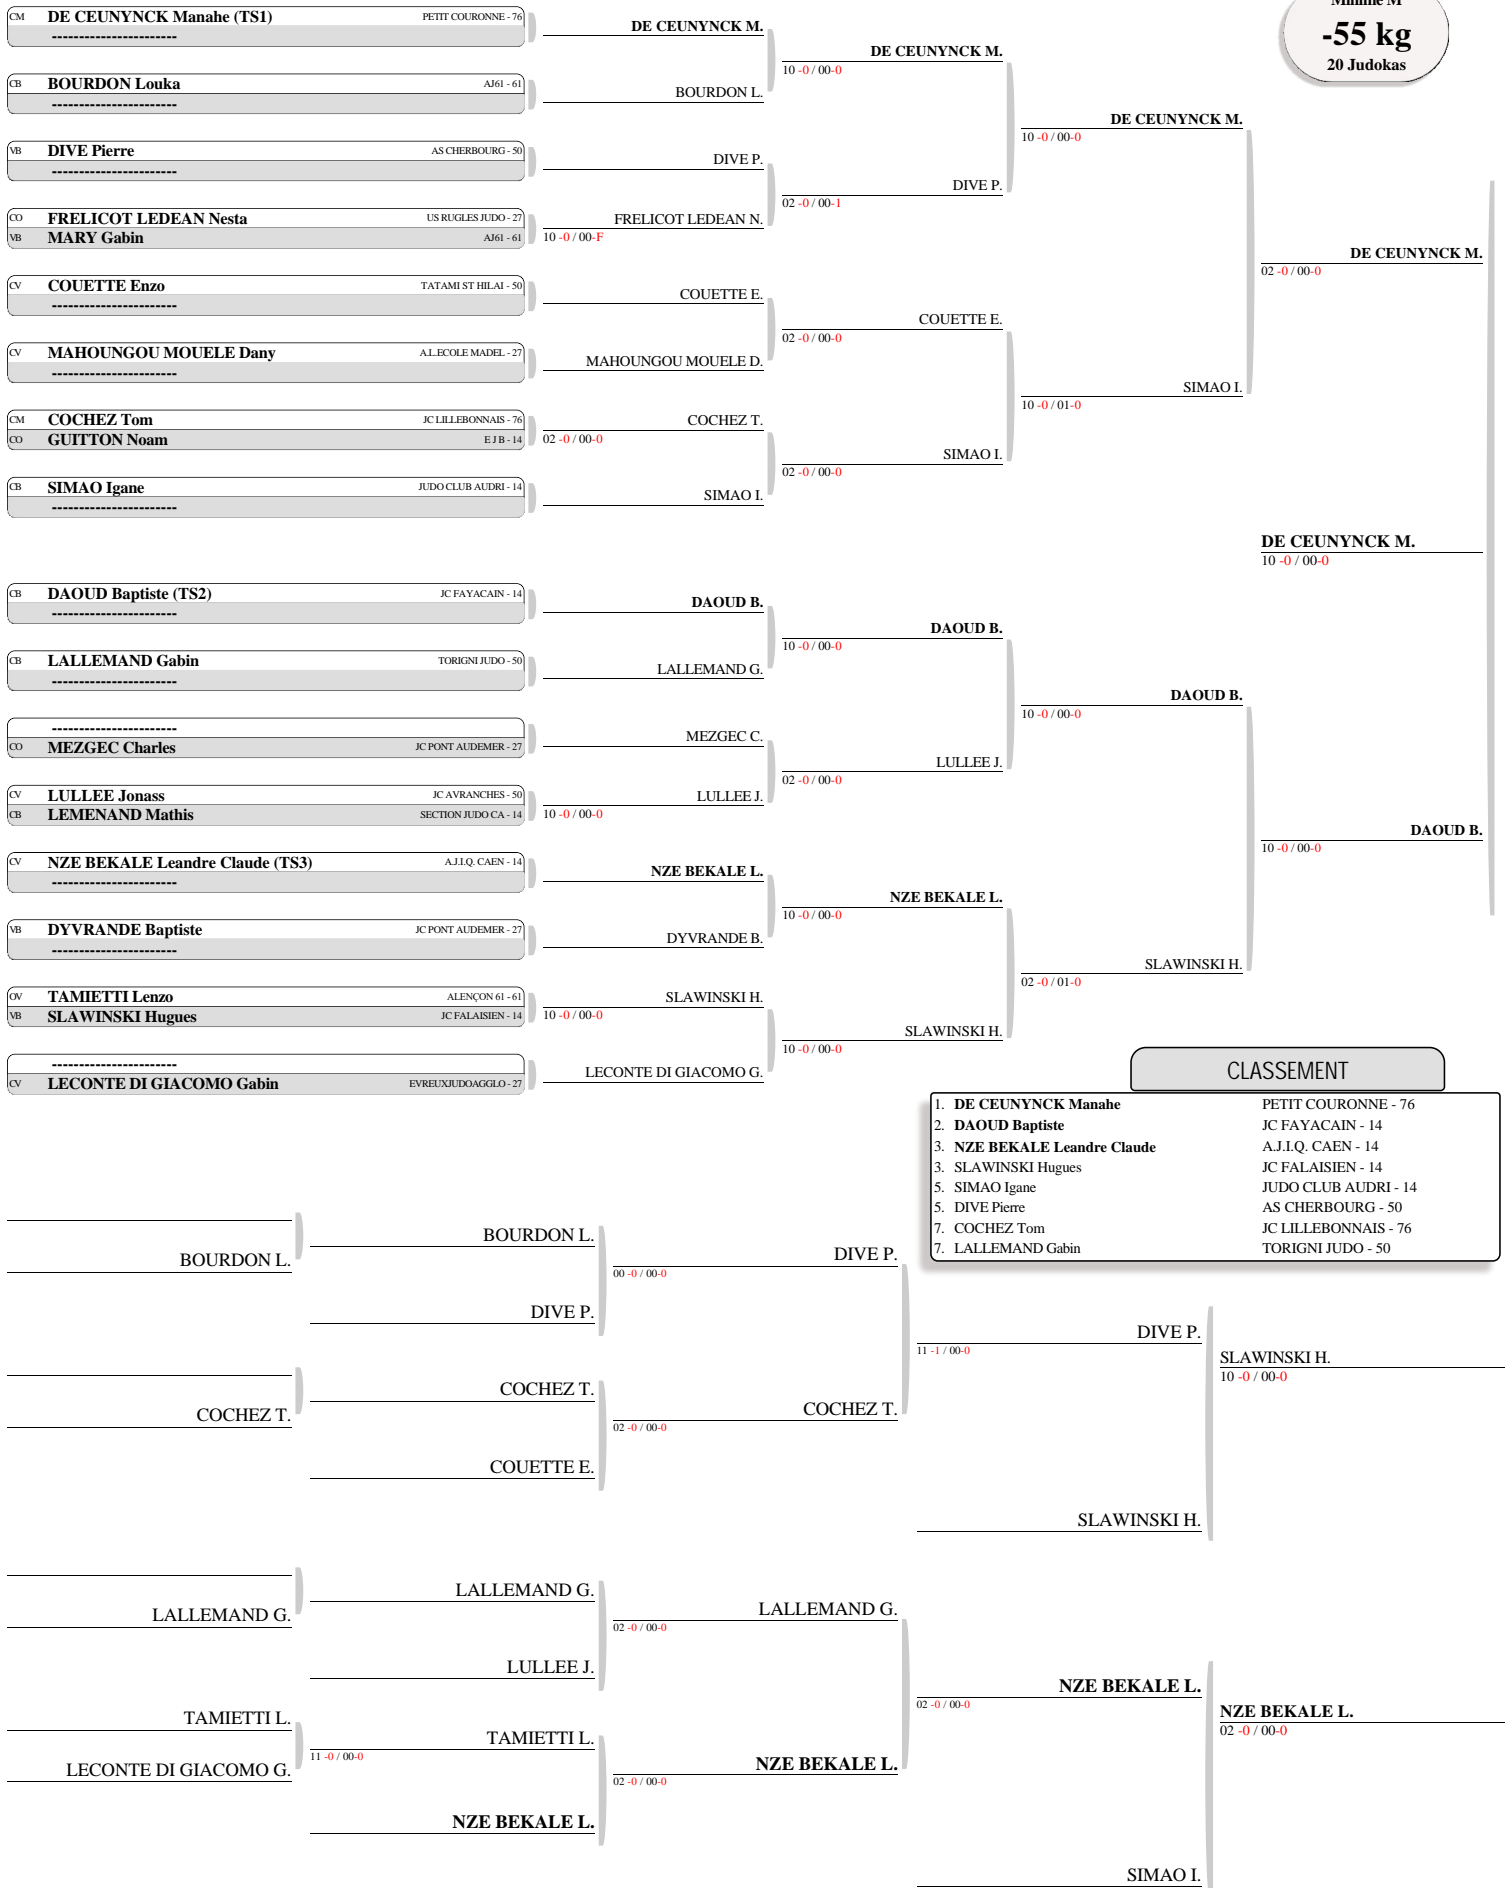 Minime M
-55 kg
20 Judokas
CM DE CEUNYNCK Manahe (TS1) PETIT COURONNE - 76
-----------------------
CB BOURDON Louka AJ61 - 61
-----------------------
VB DIVE Pierre AS CHERBOURG - 50
-----------------------
CO FRELICOT LEDEAN Nesta US RUGLES JUDO - 27
VB MARY Gabin AJ61 - 61
CV COUETTE Enzo TATAMI ST HILAI - 50
-----------------------
CV MAHOUNGOU MOUELE Dany A.L.ECOLE MADEL - 27
-----------------------
CM COCHEZ Tom JC LILLEBONNAIS - 76
CO GUITTON Noam E J B - 14
CB SIMAO Igane JUDO CLUB AUDRI - 14
-----------------------
CB DAOUD Baptiste (TS2) JC FAYACAIN - 14
-----------------------
CB LALLEMAND Gabin TORIGNI JUDO - 50
-----------------------
-----------------------
CO MEZGEC Charles JC PONT AUDEMER - 27
CV LULLEE Jonass JC AVRANCHES - 50
CB LEMENAND Mathis SECTION JUDO CA - 14
CV NZE BEKALE Leandre Claude (TS3) A.J.I.Q. CAEN - 14
-----------------------
VB DYVRANDE Baptiste JC PONT AUDEMER - 27
-----------------------
OV TAMIETTI Lenzo ALENÇON 61 - 61
VB SLAWINSKI Hugues JC FALAISIEN - 14
-----------------------
CV LECONTE DI GIACOMO Gabin EVREUXJUDOAGGLO - 27
DE CEUNYNCK M.
BOURDON L.
DIVE P.
FRELICOT LEDEAN N.
10 -0 / 00-F
COUETTE E.
MAHOUNGOU MOUELE D.
COCHEZ T.
02 -0 / 00-0
SIMAO I.
DAOUD B.
LALLEMAND G.
MEZGEC C.
LULLEE J.
10 -0 / 00-0
NZE BEKALE L.
DYVRANDE B.
SLAWINSKI H.
10 -0 / 00-0
LECONTE DI GIACOMO G.
DE CEUNYNCK M.
10 -0 / 00-0
DIVE P.
02 -0 / 00-1
COUETTE E.
02 -0 / 00-0
SIMAO I.
02 -0 / 00-0
DAOUD B.
10 -0 / 00-0
LULLEE J.
02 -0 / 00-0
NZE BEKALE L.
10 -0 / 00-0
SLAWINSKI H.
10 -0 / 00-0
DE CEUNYNCK M.
10 -0 / 00-0
SIMAO I.
10 -0 / 01-0
DAOUD B.
10 -0 / 00-0
SLAWINSKI H.
02 -0 / 01-0
DE CEUNYNCK M.
02 -0 / 00-0
DAOUD B.
10 -0 / 00-0
DE CEUNYNCK M.
10 -0 / 00-0
CLASSEMENT
1. DE CEUNYNCK Manahe PETIT COURONNE - 76
2. DAOUD Baptiste JC FAYACAIN - 14
3. NZE BEKALE Leandre Claude A.J.I.Q. CAEN - 14
3. SLAWINSKI Hugues JC FALAISIEN - 14
5. SIMAO Igane JUDO CLUB AUDRI - 14
5. DIVE Pierre AS CHERBOURG - 50
7. COCHEZ Tom JC LILLEBONNAIS - 76
7. LALLEMAND Gabin TORIGNI JUDO - 50
BOURDON L.
COCHEZ T.
LALLEMAND G.
TAMIETTI L.
LECONTE DI GIACOMO G.
BOURDON L.
DIVE P.
COCHEZ T.
COUETTE E.
LALLEMAND G.
LULLEE J.
TAMIETTI L.
11 -0 / 00-0
NZE BEKALE L.
DIVE P.
00 -0 / 00-0
COCHEZ T.
02 -0 / 00-0
LALLEMAND G.
02 -0 / 00-0
NZE BEKALE L.
02 -0 / 00-0
DIVE P.
11 -1 / 00-0
SLAWINSKI H.
NZE BEKALE L.
02 -0 / 00-0
SIMAO I.
SLAWINSKI H.
10 -0 / 00-0
NZE BEKALE L.
02 -0 / 00-0